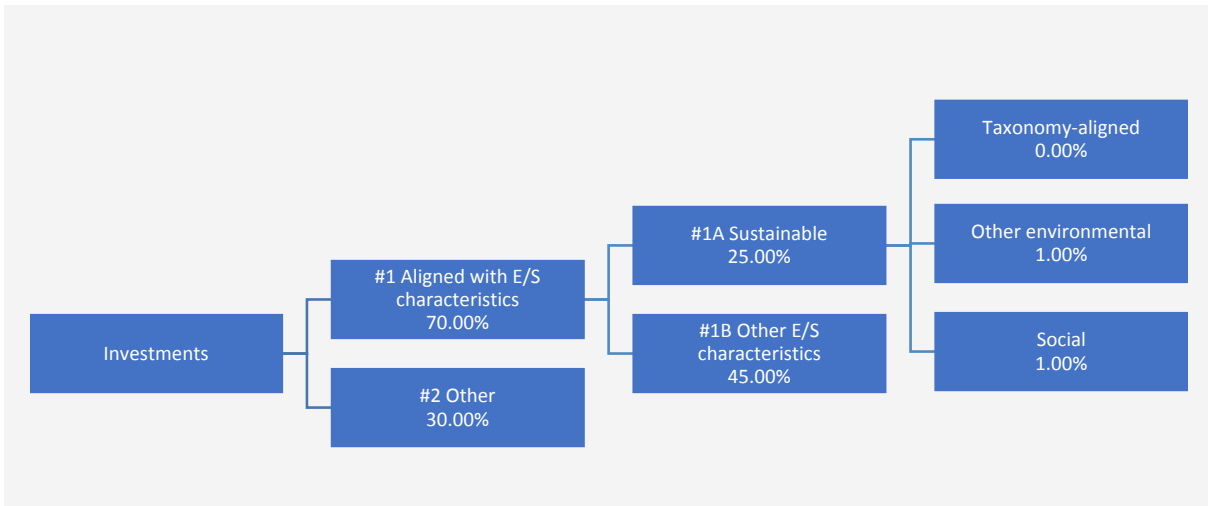 Investments
#1 Aligned with E/S
characteristics
70.00%
#2 Other
30.00%
#1A Sustainable
25.00%
#1B Other E/S
characteristics
45.00%
Taxonomy-aligned
0.00%
Other environmental
1.00%
Social
1.00%